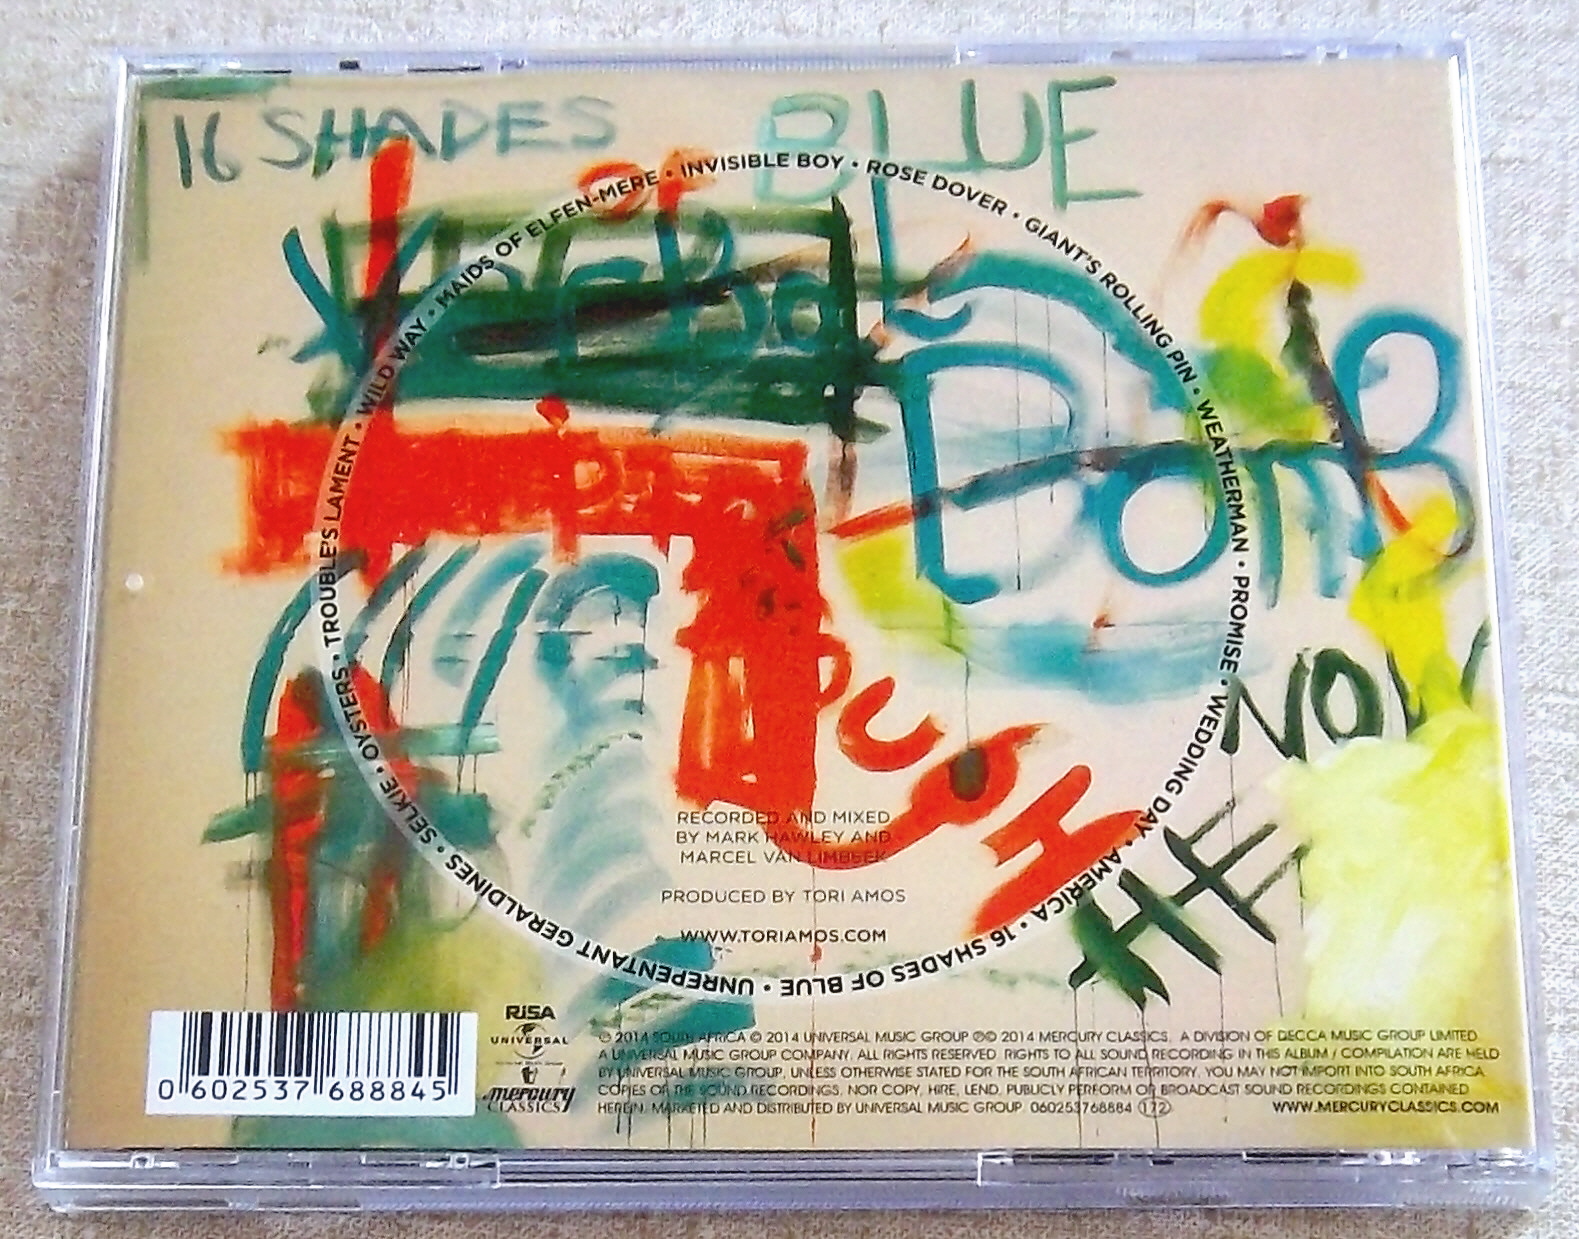 16 SHADES
OF
BLUE
VERBAL
BOMB
TOUCH
NOW
THE
TROUBLE'S LAMENT • WILD WAY • MAIDS OF ELFEN-MERE • INVISIBLE BOY • ROSE DOVER • GIANT'S ROLLING PIN • WEATHERMAN • PROMISE • WEDDING DAY • AMERICA • 16 SHADES OF BLUE • UNREPENTANT GERALDINES • SELKIE • OYSTERS •
RECORDED AND MIXED
BY MARK HAWLEY AND
MARCEL VAN LIMBEEK
PRODUCED BY TORI AMOS
WWW.TORIAMOS.COM
0 602537 688845
RISA
UNIVERSAL
mercury
CLASSICS
℗ 2014 SOUTH AFRICA © 2014 UNIVERSAL MUSIC GROUP ℗© 2014 MERCURY CLASSICS, A DIVISION OF DECCA MUSIC GROUP LIMITED
A UNIVERSAL MUSIC GROUP COMPANY. ALL RIGHTS RESERVED. RIGHTS TO ALL SOUND RECORDING IN THIS ALBUM / COMPILATION ARE HELD
BY UNIVERSAL MUSIC GROUP. UNLESS OTHERWISE STATED FOR THE SOUTH AFRICAN TERRITORY. YOU MAY NOT IMPORT INTO SOUTH AFRICA
COPIES OF THE SOUND RECORDINGS, NOR COPY, HIRE, LEND, PUBLICLY PERFORM OR BROADCAST SOUND RECORDINGS CONTAINED
HEREIN. MARKETED AND DISTRIBUTED BY UNIVERSAL MUSIC GROUP. 060253768884 (172)
WWW.MERCURYCLASSICS.COM